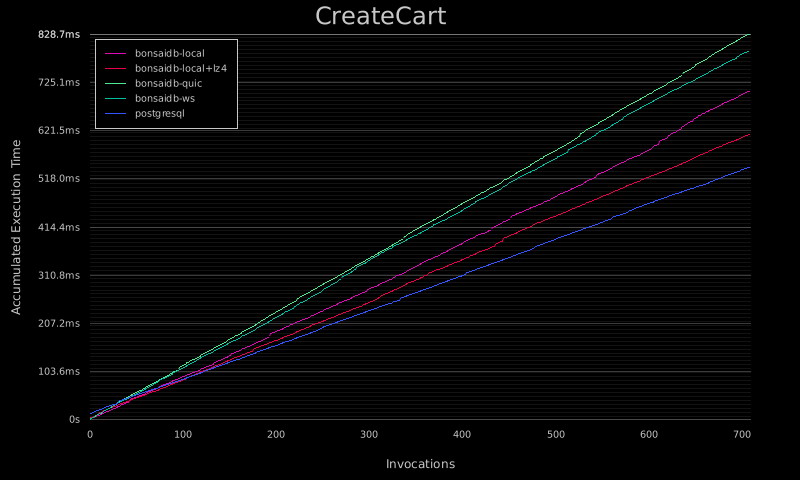 CreateCart
828.7ms
725.1ms
621.5ms
518.0ms
414.4ms
310.8ms
207.2ms
103.6ms
0s
bonsaidb-local
bonsaidb-local+lz4
bonsaidb-quic
bonsaidb-ws
postgresql
Accumulated Execution Time
0 100 200 300 400 500 600 700
Invocations